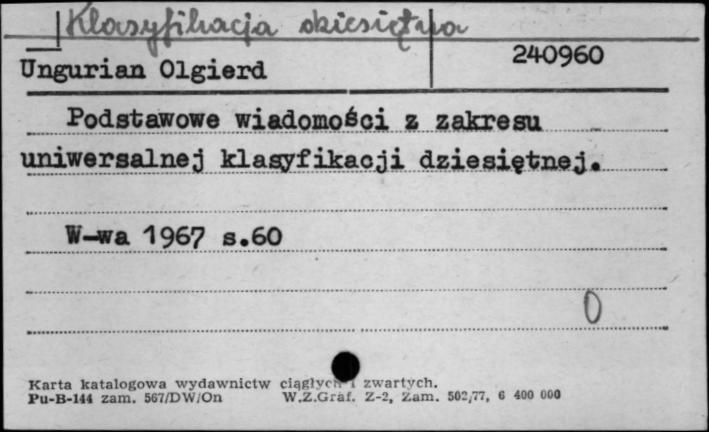 Klasyfikacja dziesiętna
240960
Ungurian Olgierd
Podstawowe wiadomości z zakresu
uniwersalnej klasyfikacji dziesiętnej.
W-wa 1967 s.60
0
Karta katalogowa wydawnictw ciągłych i zwartych.
Pu-B-144 zam. 567/DW/On W.Z.Graf. Z-2, Zam. 502/77, 6 400 000